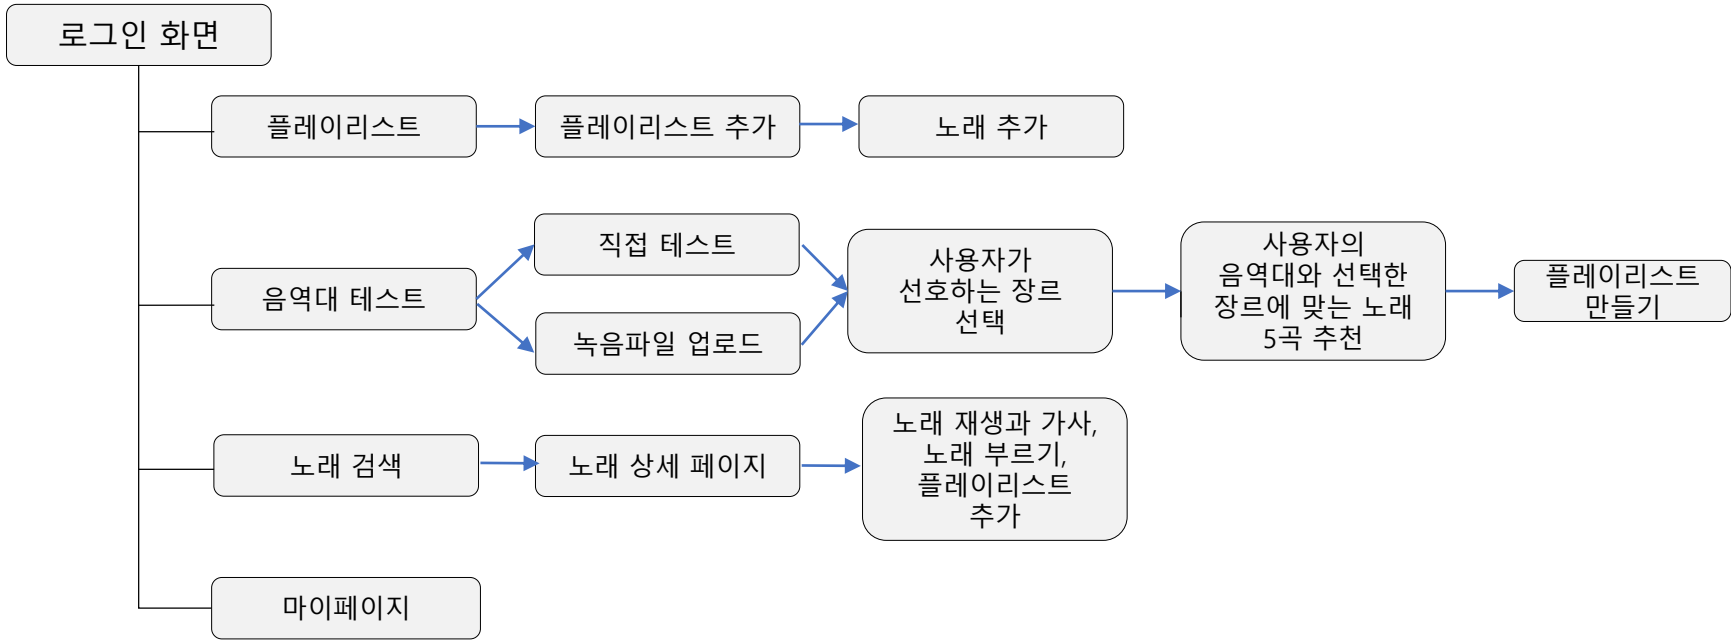 로그인 화면
플레이리스트
플레이리스트 추가
노래 추가
음역대 테스트
직접 테스트
녹음파일 업로드
사용자가
선호하는 장르
선택
사용자의
음역대와 선택한
장르에 맞는 노래
5곡 추천
플레이리스트
만들기
노래 검색
노래 상세 페이지
노래 재생과 가사,
노래 부르기,
플레이리스트
추가
마이페이지